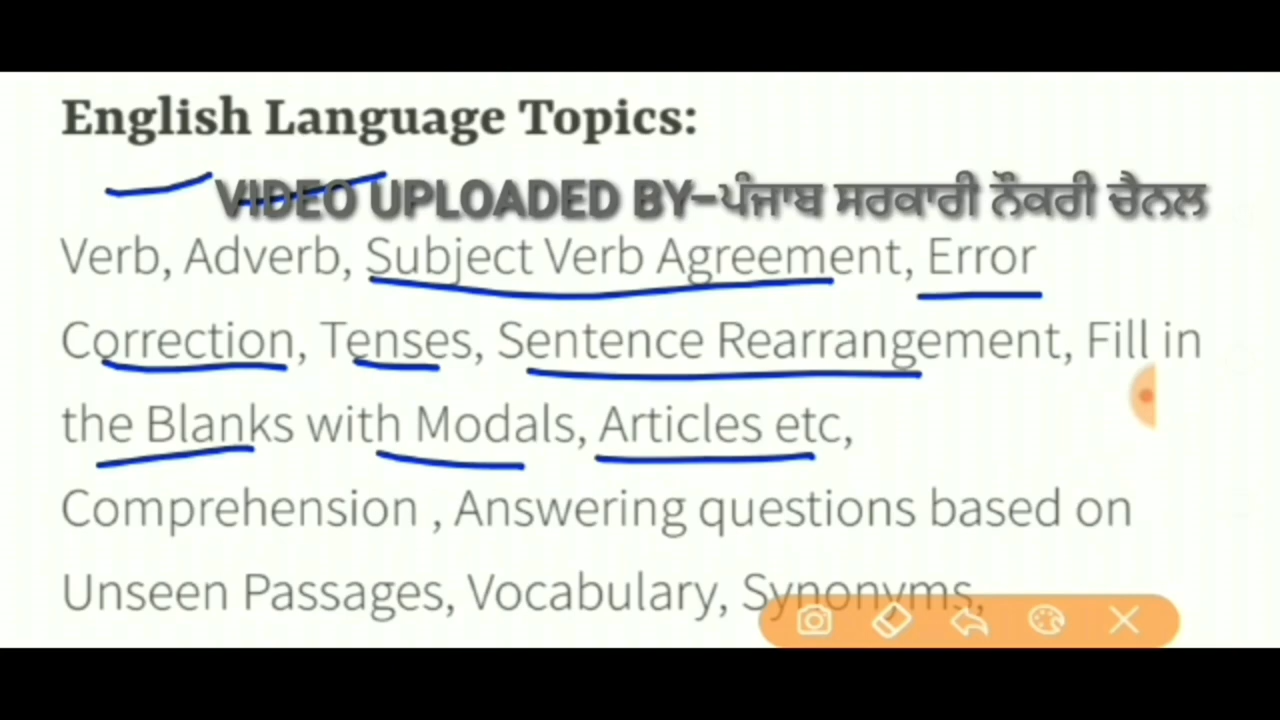 English Language Topics:
VIDEO UPLOADED BY-ਪੰਜਾਬ ਸਰਕਾਰੀ ਨੌਕਰੀ ਚੈਨਲ
Verb, Adverb, Subject Verb Agreement, Error
Correction, Tenses, Sentence Rearrangement, Fill in
the Blanks with Modals, Articles etc,
Comprehension , Answering questions based on
Unseen Passages, Vocabulary, Synonyms,